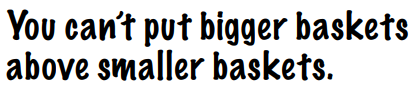 You can't put bigger baskets
above smaller baskets.